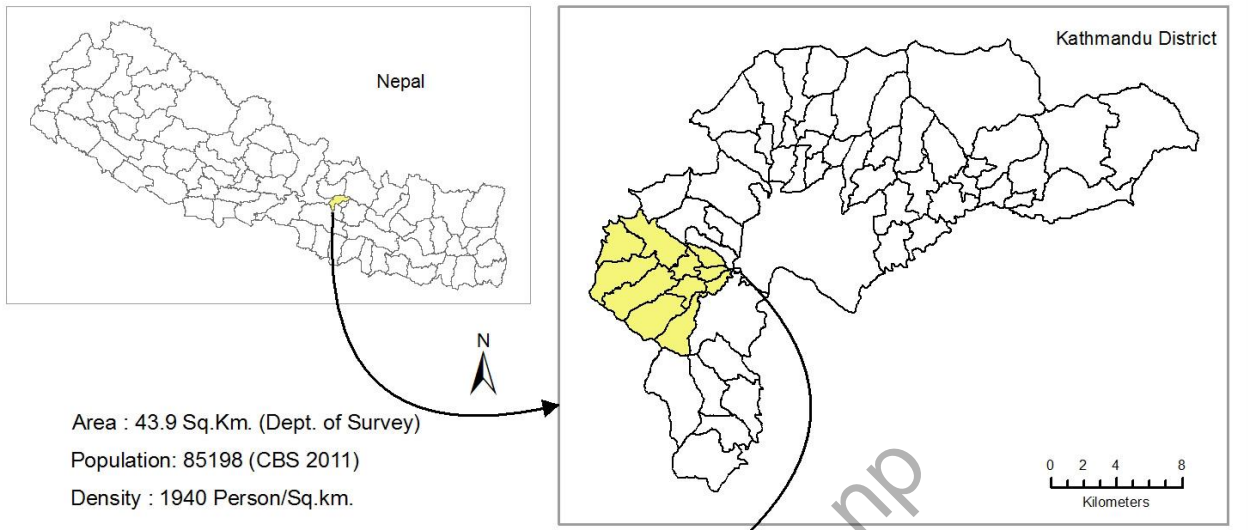 Nepal
Kathmandu District
N
Area : 43.9 Sq.Km. (Dept. of Survey)
Population: 85198 (CBS 2011)
Density : 1940 Person/Sq.km.
0 2 4 8
Kilometers
np